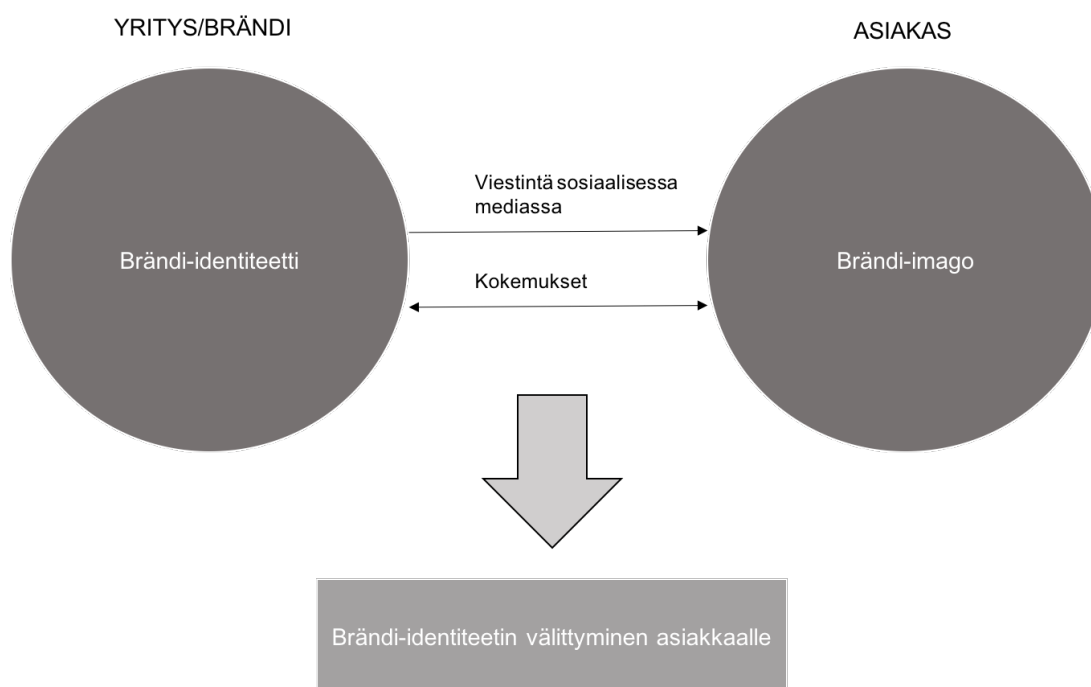 YRITYS/BRÄNDI
ASIAKAS
Viestintä sosiaalisessa
mediassa
Brändi-identiteetti
Kokemukset
Brändi-imago
Brändi-identiteetin välittyminen asiakkaalle